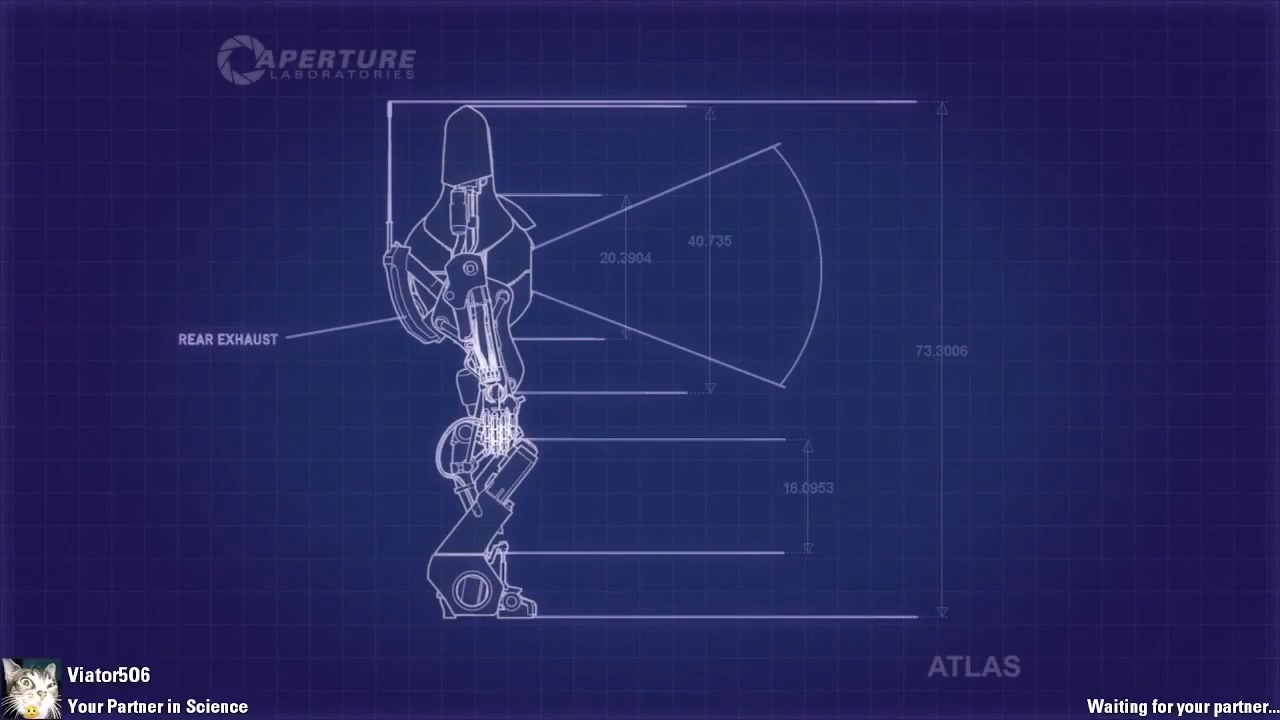 APERTURE
LABORATORIES
40.735
20.3904
REAR EXHAUST
73.3006
16.0953
ATLAS
Viator506
Your Partner in Science
Waiting for your partner...